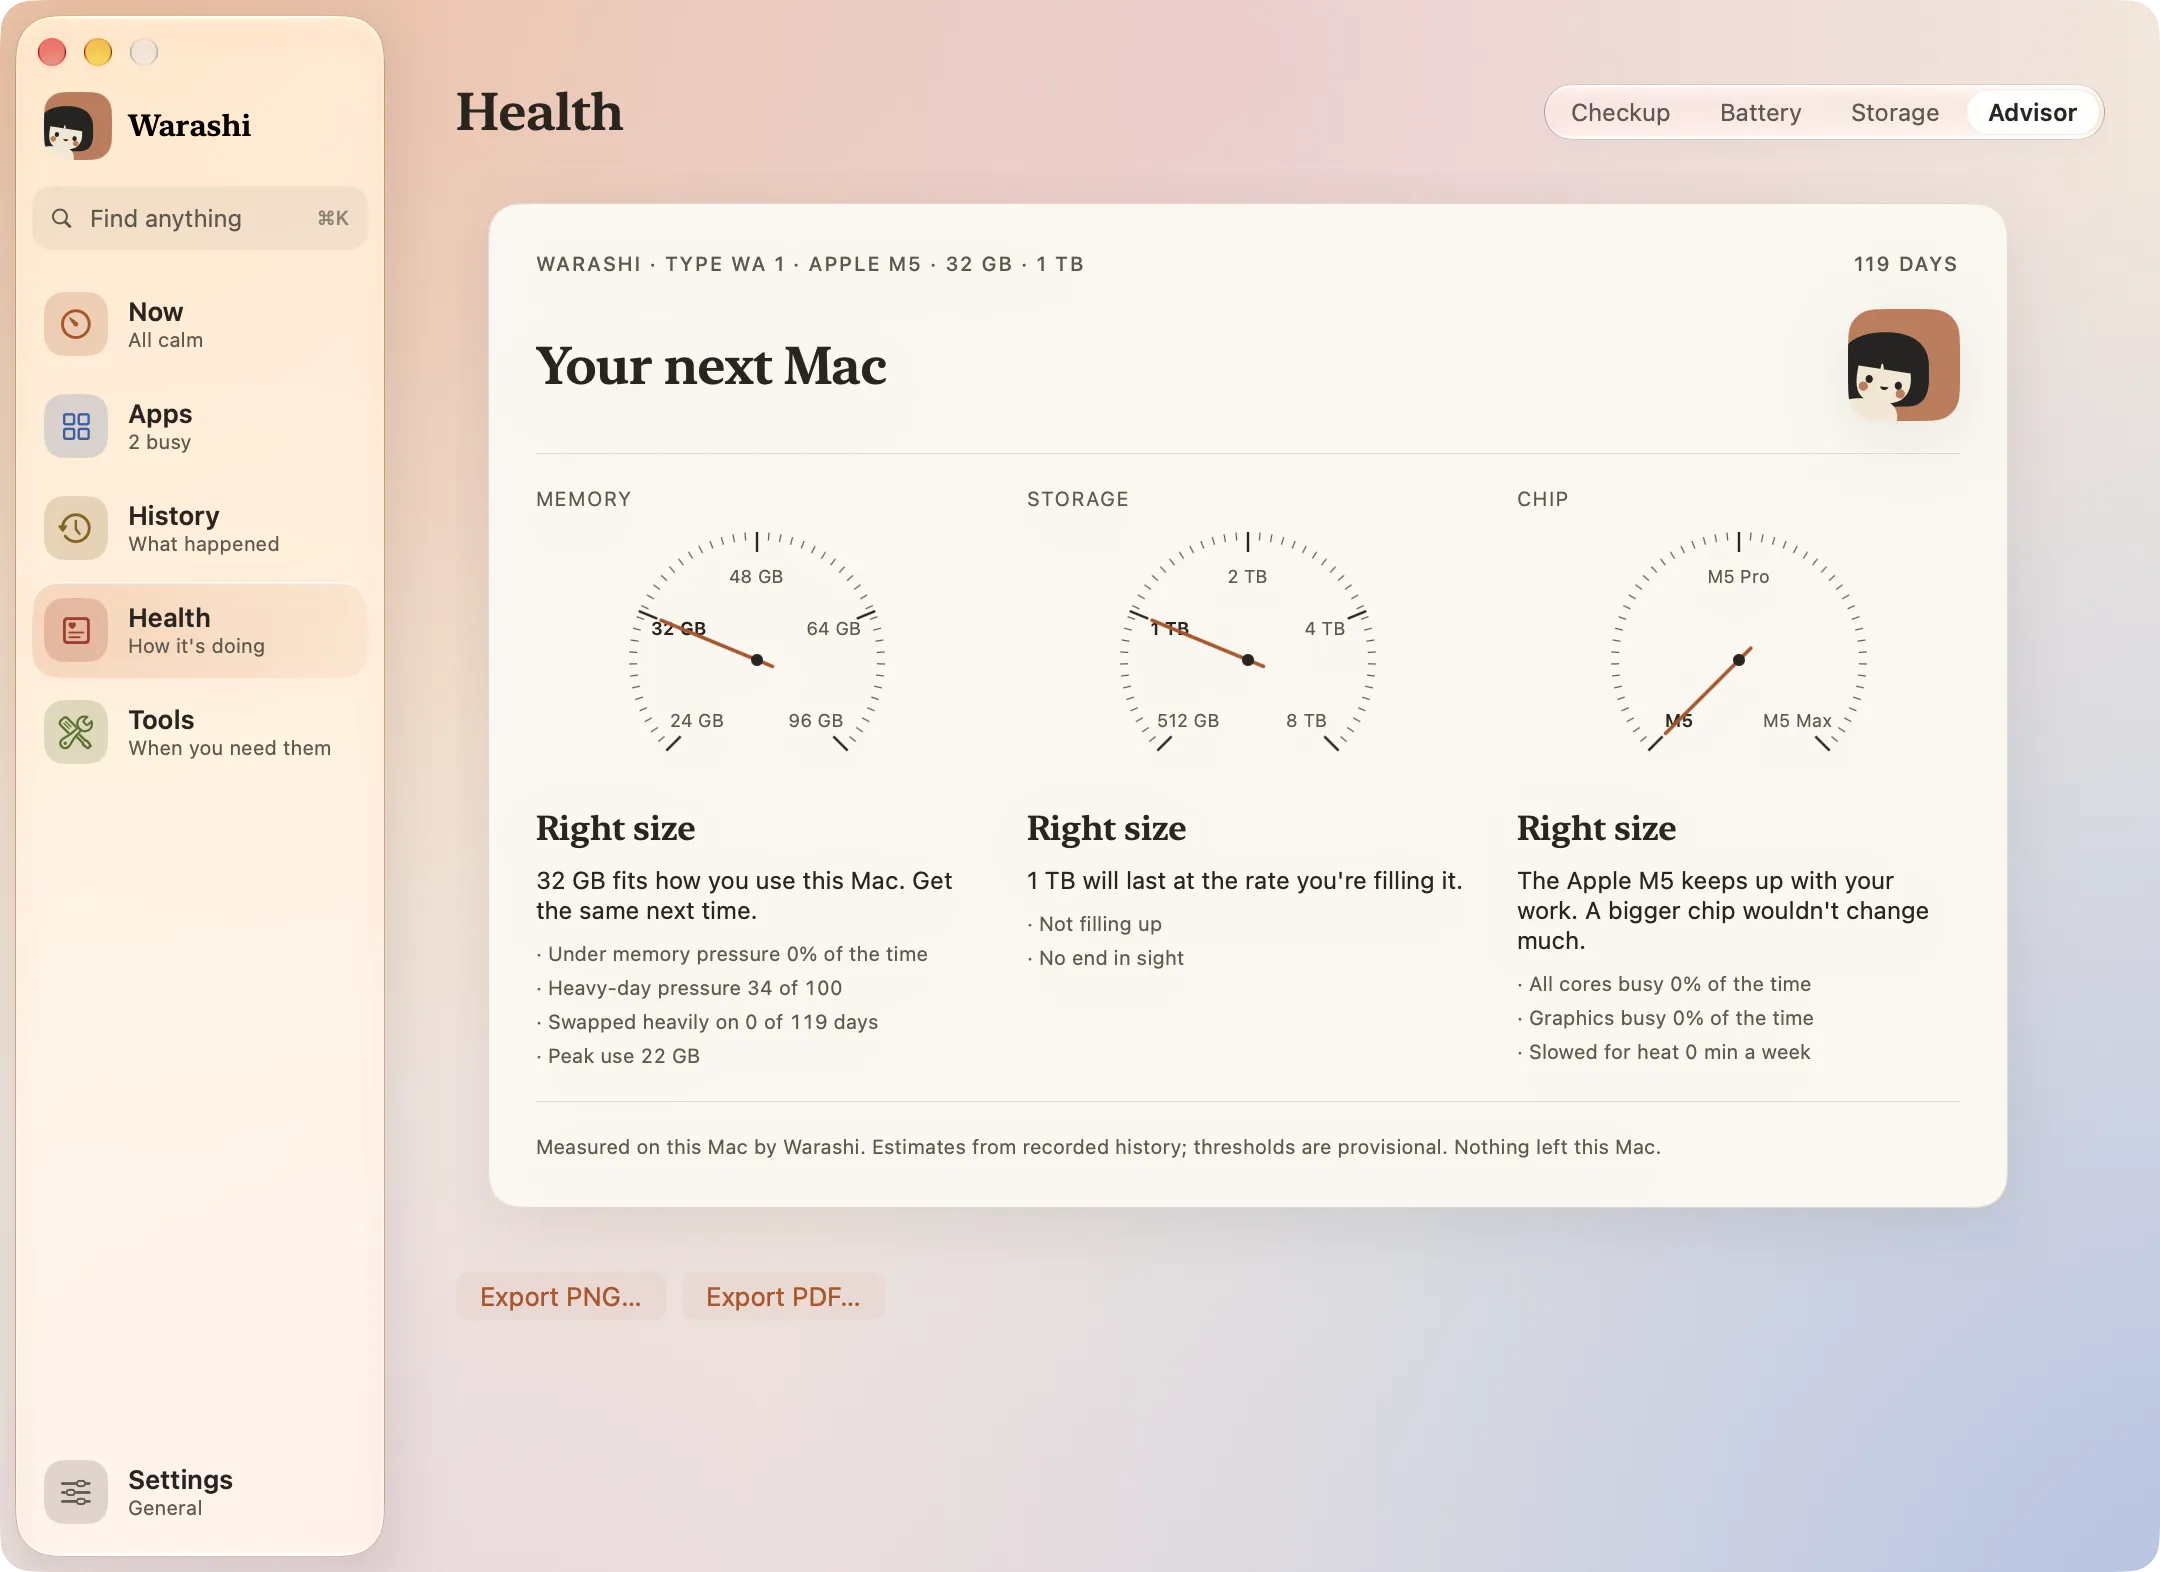 Warashi
Find anything ⌘K
Now
All calm
Apps
2 busy
History
What happened
Health
How it's doing
Tools
When you need them
Settings
General
Health
Checkup Battery Storage Advisor
WARASHI · TYPE WA 1 · APPLE M5 · 32 GB · 1 TB
119 DAYS
Your next Mac
MEMORY
48 GB
32 GB
64 GB
24 GB
96 GB
Right size
32 GB fits how you use this Mac. Get
the same next time.
· Under memory pressure 0% of the time
· Heavy-day pressure 34 of 100
· Swapped heavily on 0 of 119 days
· Peak use 22 GB
STORAGE
2 TB
1 TB
4 TB
512 GB
8 TB
Right size
1 TB will last at the rate you're filling it.
· Not filling up
· No end in sight
CHIP
M5 Pro
M5
M5 Max
Right size
The Apple M5 keeps up with your
work. A bigger chip wouldn't change
much.
· All cores busy 0% of the time
· Graphics busy 0% of the time
· Slowed for heat 0 min a week
Measured on this Mac by Warashi. Estimates from recorded history; thresholds are provisional. Nothing left this Mac.
Export PNG...
Export PDF...